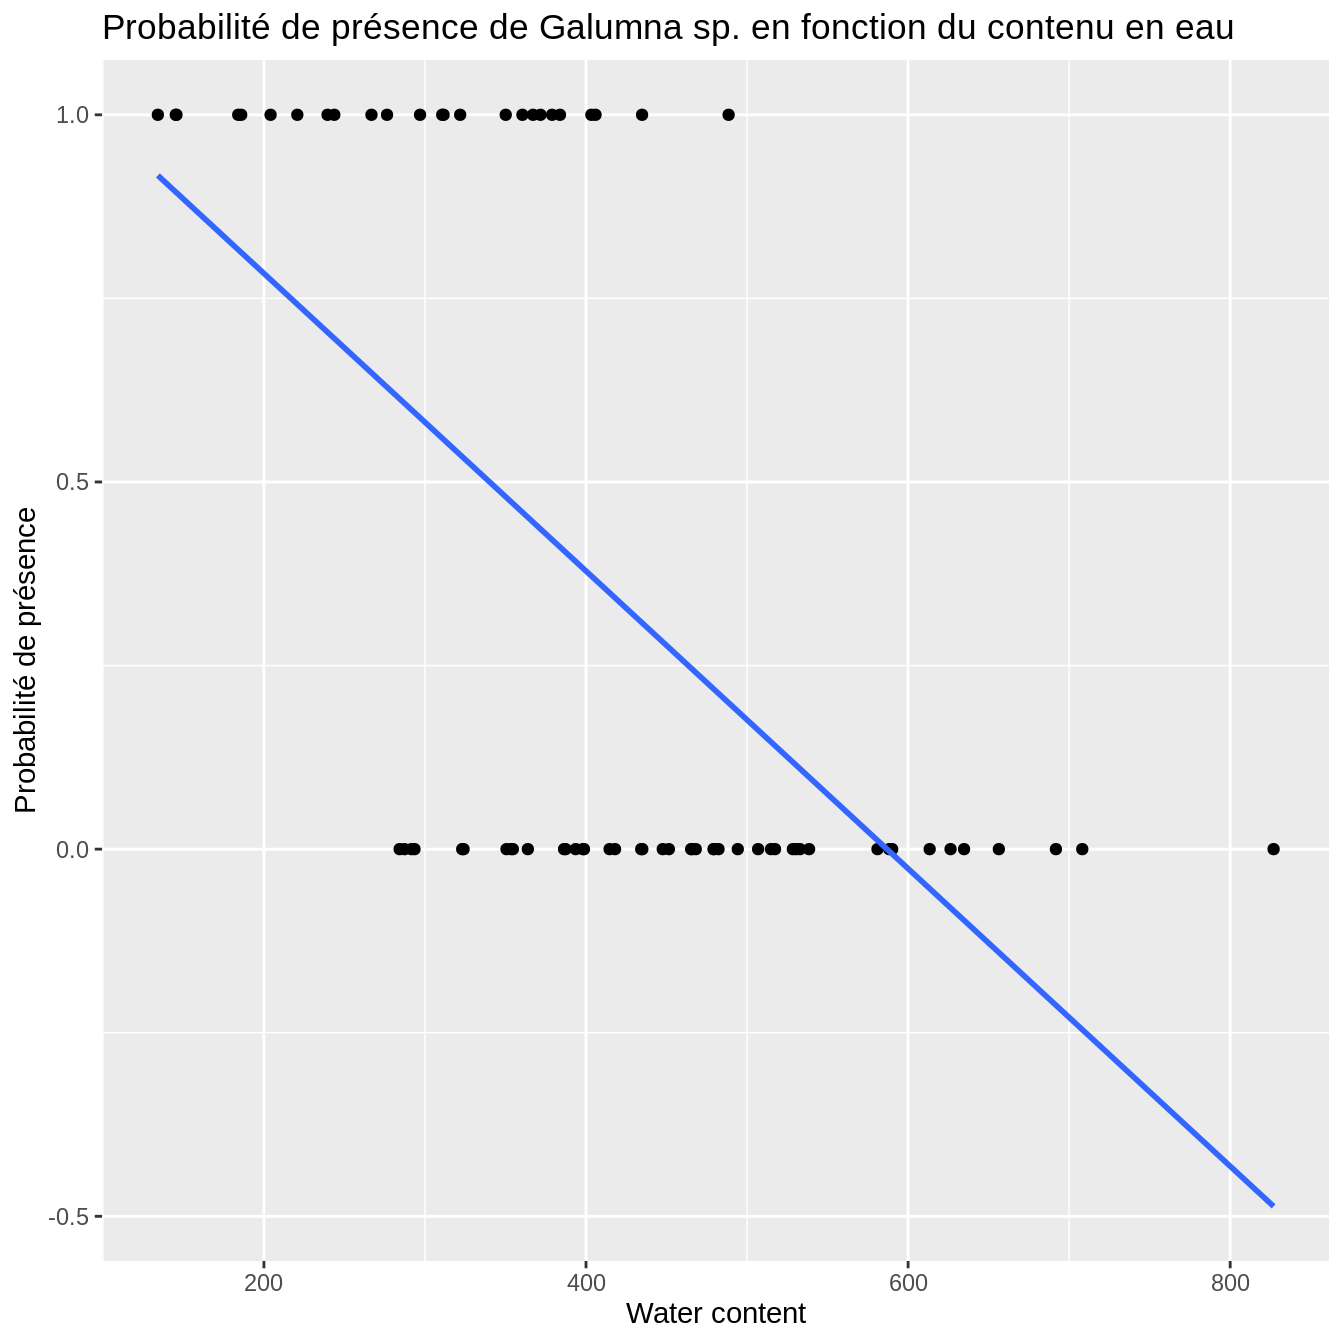 Probabilité de présence de Galumna sp. en fonction du contenu en eau
Probabilité de présence
1.0
0.5
0.0
-0.5
200
400
600
800
Water content